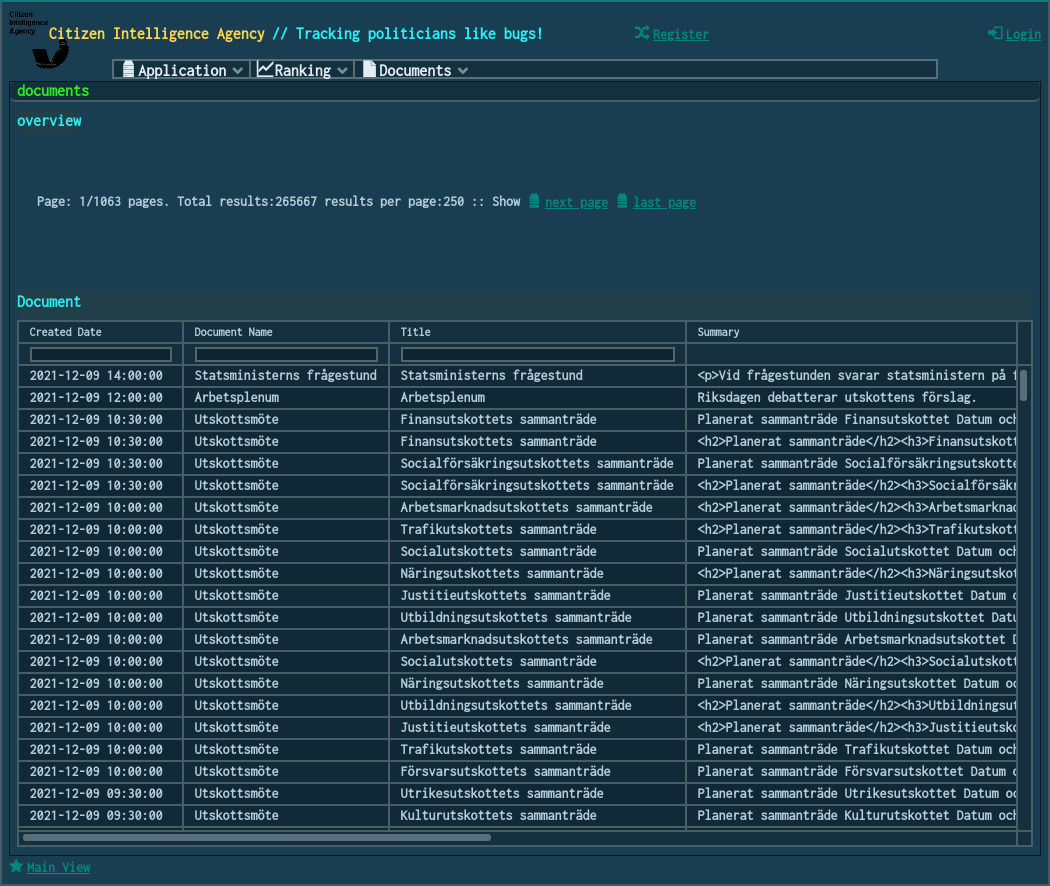 Citizen
Intelligence
Agency
Citizen Intelligence Agency // Tracking politicians like bugs!
Register
Login
Application
Ranking
Documents
documents
overview
Page: 1/1063 pages. Total results:265667 results per page:250 :: Show next page last page
Document
Created Date Document Name Title Summary
2021-12-09 14:00:00 Statsministerns frågestund Statsministerns frågestund <p>Vid frågestunden svarar statsministern på f
2021-12-09 12:00:00 Arbetsplenum Arbetsplenum Riksdagen debatterar utskottens förslag.
2021-12-09 10:30:00 Utskottsmöte Finansutskottets sammanträde Planerat sammanträde Finansutskottet Datum och
2021-12-09 10:30:00 Utskottsmöte Finansutskottets sammanträde <h2>Planerat sammanträde</h2><h3>Finansutskott
2021-12-09 10:30:00 Utskottsmöte Socialförsäkringsutskottets sammanträde Planerat sammanträde Socialförsäkringsutskotte
2021-12-09 10:30:00 Utskottsmöte Socialförsäkringsutskottets sammanträde <h2>Planerat sammanträde</h2><h3>Socialförsäkr
2021-12-09 10:00:00 Utskottsmöte Arbetsmarknadsutskottets sammanträde <h2>Planerat sammanträde</h2><h3>Arbetsmarknad
2021-12-09 10:00:00 Utskottsmöte Trafikutskottets sammanträde <h2>Planerat sammanträde</h2><h3>Trafikutskott
2021-12-09 10:00:00 Utskottsmöte Socialutskottets sammanträde Planerat sammanträde Socialutskottet Datum och
2021-12-09 10:00:00 Utskottsmöte Näringsutskottets sammanträde <h2>Planerat sammanträde</h2><h3>Näringsutskot
2021-12-09 10:00:00 Utskottsmöte Justitieutskottets sammanträde Planerat sammanträde Justitieutskottet Datum o
2021-12-09 10:00:00 Utskottsmöte Utbildningsutskottets sammanträde Planerat sammanträde Utbildningsutskottet Datu
2021-12-09 10:00:00 Utskottsmöte Arbetsmarknadsutskottets sammanträde Planerat sammanträde Arbetsmarknadsutskottet D
2021-12-09 10:00:00 Utskottsmöte Socialutskottets sammanträde <h2>Planerat sammanträde</h2><h3>Socialutskott
2021-12-09 10:00:00 Utskottsmöte Näringsutskottets sammanträde Planerat sammanträde Näringsutskottet Datum oc
2021-12-09 10:00:00 Utskottsmöte Utbildningsutskottets sammanträde <h2>Planerat sammanträde</h2><h3>Utbildningsut
2021-12-09 10:00:00 Utskottsmöte Justitieutskottets sammanträde <h2>Planerat sammanträde</h2><h3>Justitieutsko
2021-12-09 10:00:00 Utskottsmöte Trafikutskottets sammanträde Planerat sammanträde Trafikutskottet Datum och
2021-12-09 10:00:00 Utskottsmöte Försvarsutskottets sammanträde Planerat sammanträde Försvarsutskottet Datum o
2021-12-09 09:30:00 Utskottsmöte Utrikesutskottets sammanträde Planerat sammanträde Utrikesutskottet Datum oc
2021-12-09 09:30:00 Utskottsmöte Kulturutskottets sammanträde Planerat sammanträde Kulturutskottet Datum och
Main View